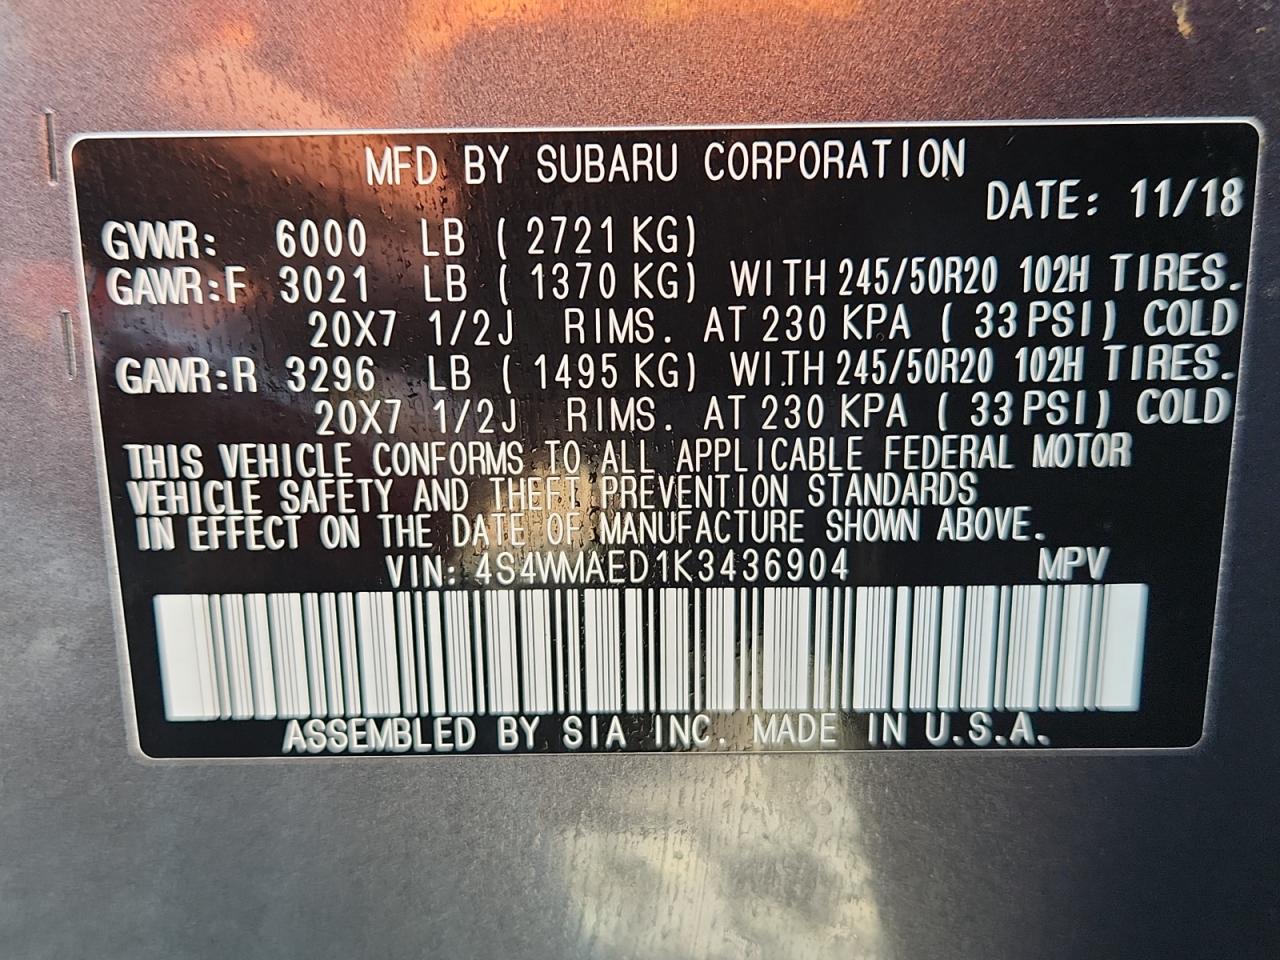 MFD BY SUBARU CORPORATION
DATE: 11/18
GVWR: 6000 LB ( 2721 KG)
GAWR:F 3021 LB ( 1370 KG) WITH 245/50R20 102H TIRES.
20X7 1/2J RIMS. AT 230 KPA ( 33 PSI) COLD
GAWR:R 3296 LB ( 1495 KG) WITH 245/50R20 102H TIRES.
20X7 1/2J RIMS. AT 230 KPA ( 33 PSI) COLD
THIS VEHICLE CONFORMS TO ALL APPLICABLE FEDERAL MOTOR
VEHICLE SAFETY AND THEFT PREVENTION STANDARDS
IN EFFECT ON THE DATE OF MANUFACTURE SHOWN ABOVE.
VIN: 4S4WMAED1K3436904 MPV
ASSEMBLED BY SIA INC. MADE IN U.S.A.